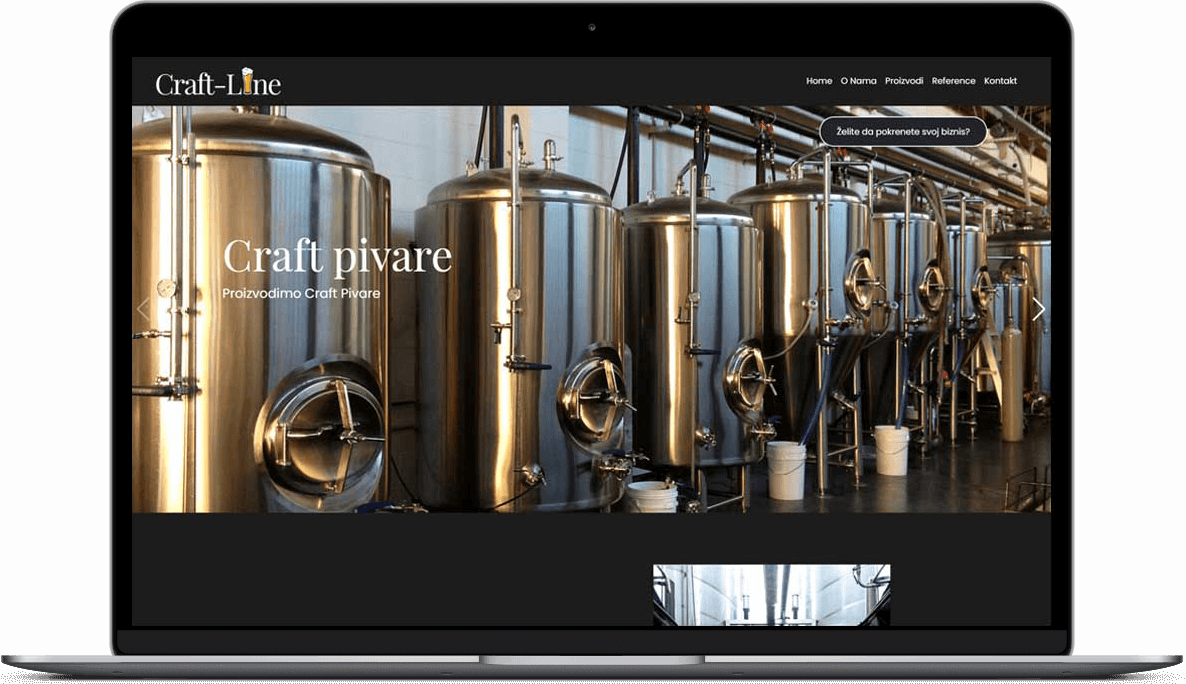 Craft-Line
Home O Nama Proizvodi Reference Kontakt
Želite da pokrenete svoj biznis?
Craft pivare
Proizvodimo Craft Pivare